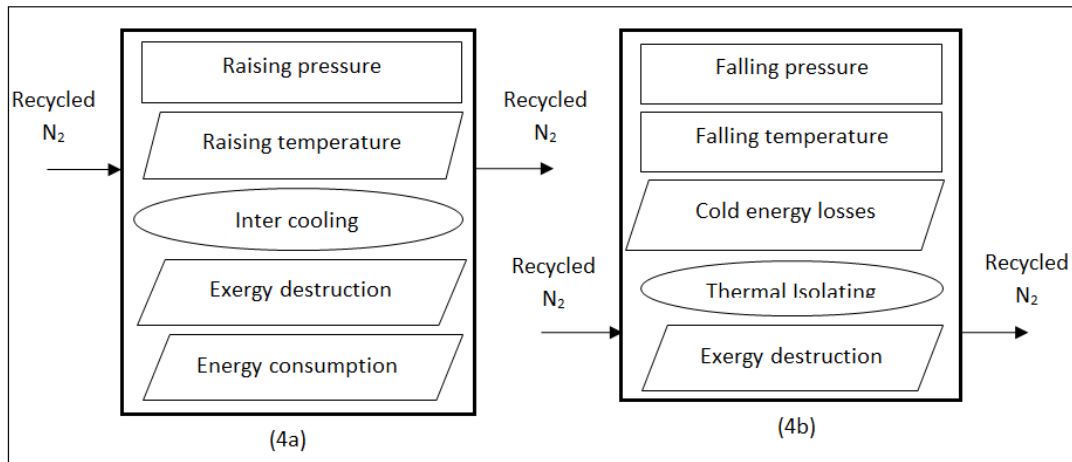 Recycled
N₂
Raising pressure
Raising temperature
Inter cooling
Exergy destruction
Energy consumption
Recycled
N₂
(4a)
Recycled
N₂
Falling pressure
Falling temperature
Cold energy losses
Thermal Isolating
Exergy destruction
Recycled
N₂
(4b)